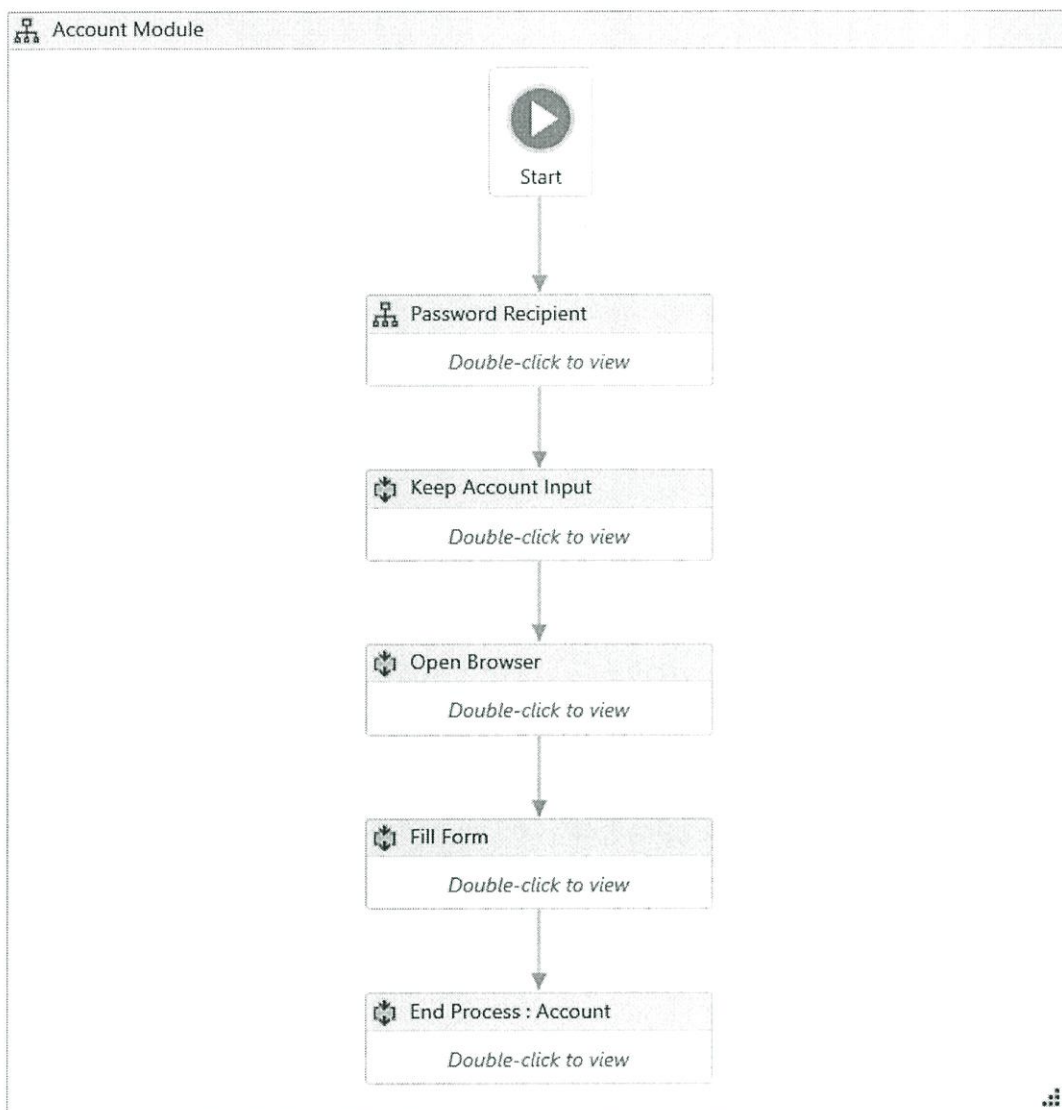 Account Module
Start
Password Recipient
Double-click to view
Keep Account Input
Double-click to view
Open Browser
Double-click to view
Fill Form
Double-click to view
End Process : Account
Double-click to view